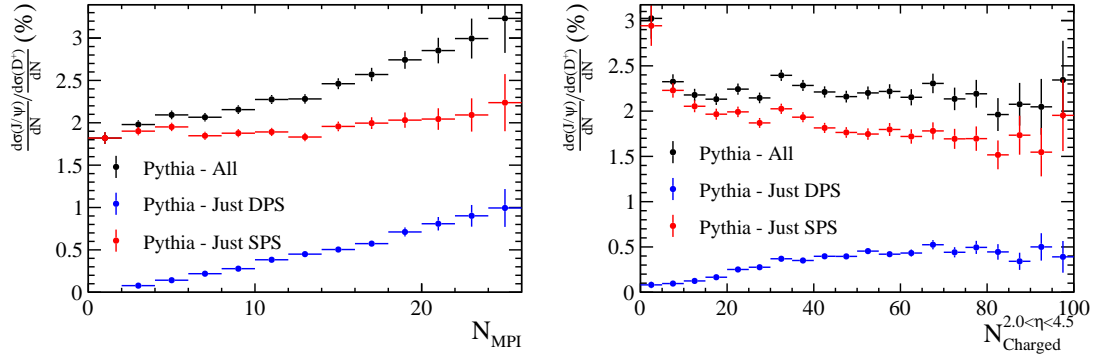 dσ(J/ψ)/dN / dσ(D⁺)/dN (%)
3
2.5
2
1.5
1
0.5
0
Pythia - All
Pythia - Just DPS
Pythia - Just SPS
0 10 20
N_MPI
dσ(J/ψ)/dN / dσ(D⁺)/dN (%)
3
2.5
2
1.5
1
0.5
0
Pythia - All
Pythia - Just DPS
Pythia - Just SPS
0 20 40 60 80 100
N_Charged^2.0<η<4.5